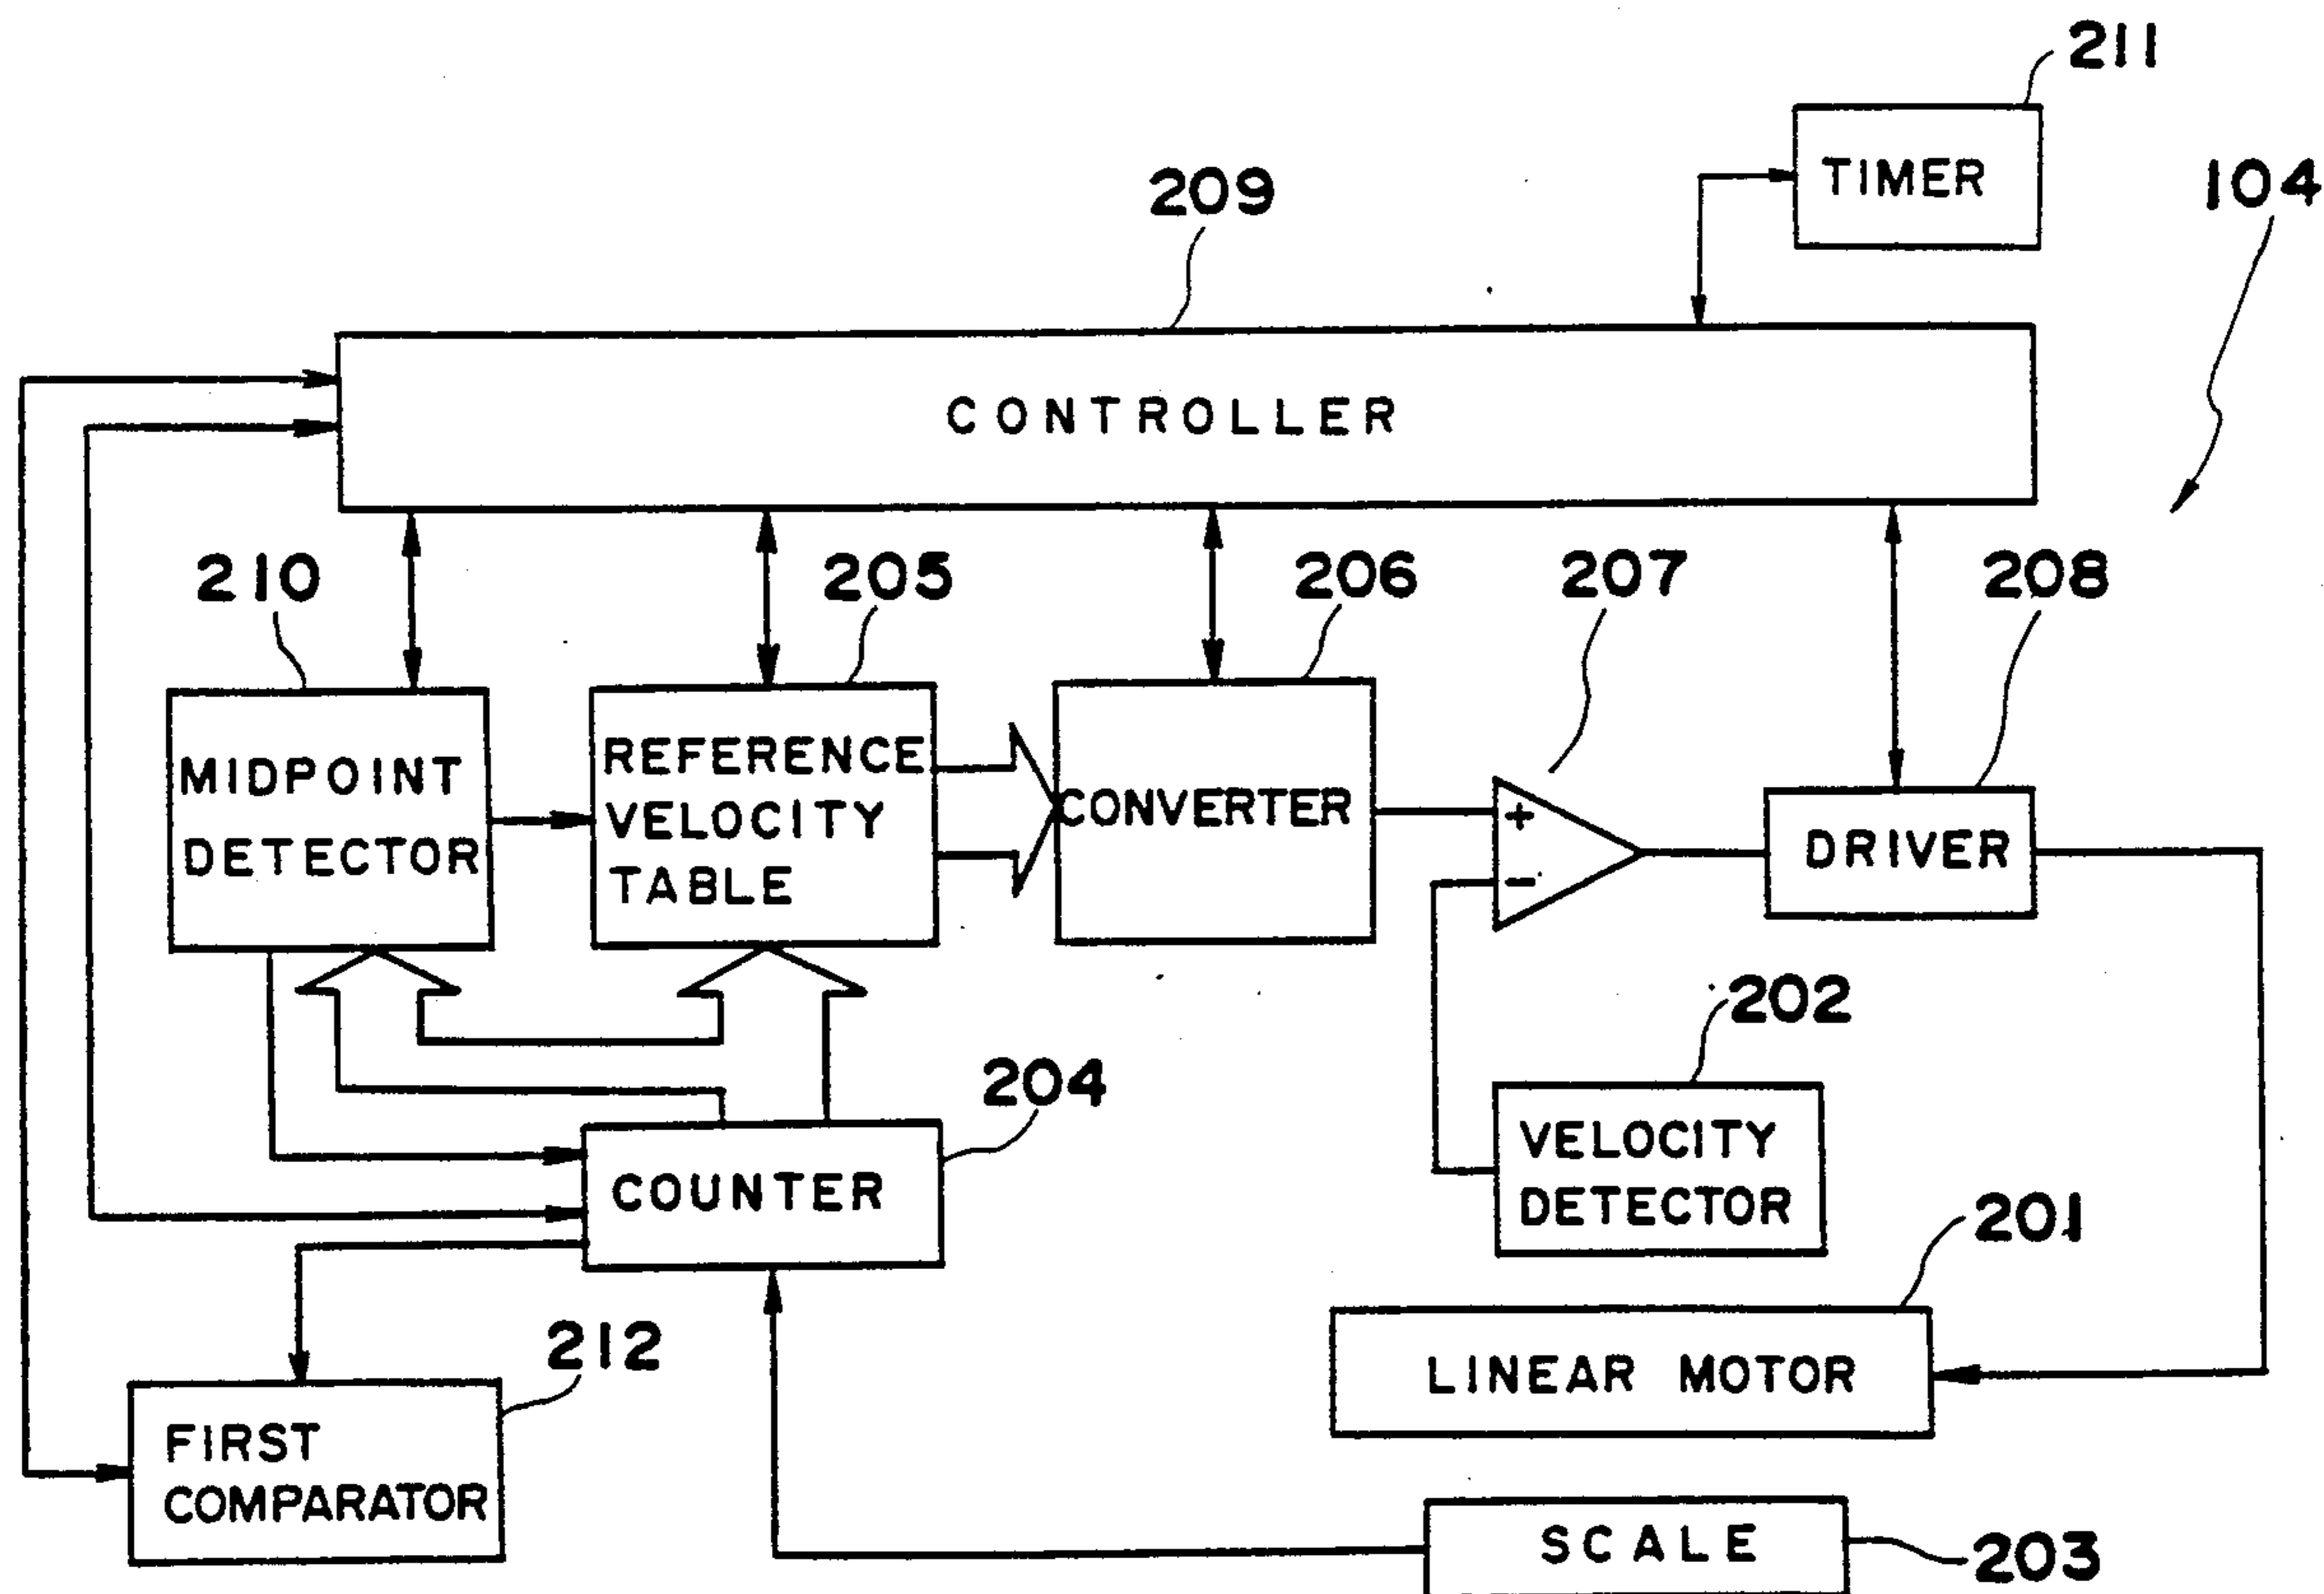 211
TIMER
104
209
CONTROLLER
210
205
206
207
208
MIDPOINT
DETECTOR
REFERENCE
VELOCITY
TABLE
CONVERTER
+
−
DRIVER
202
204
VELOCITY
DETECTOR
COUNTER
201
212
LINEAR MOTOR
FIRST
COMPARATOR
SCALE
203